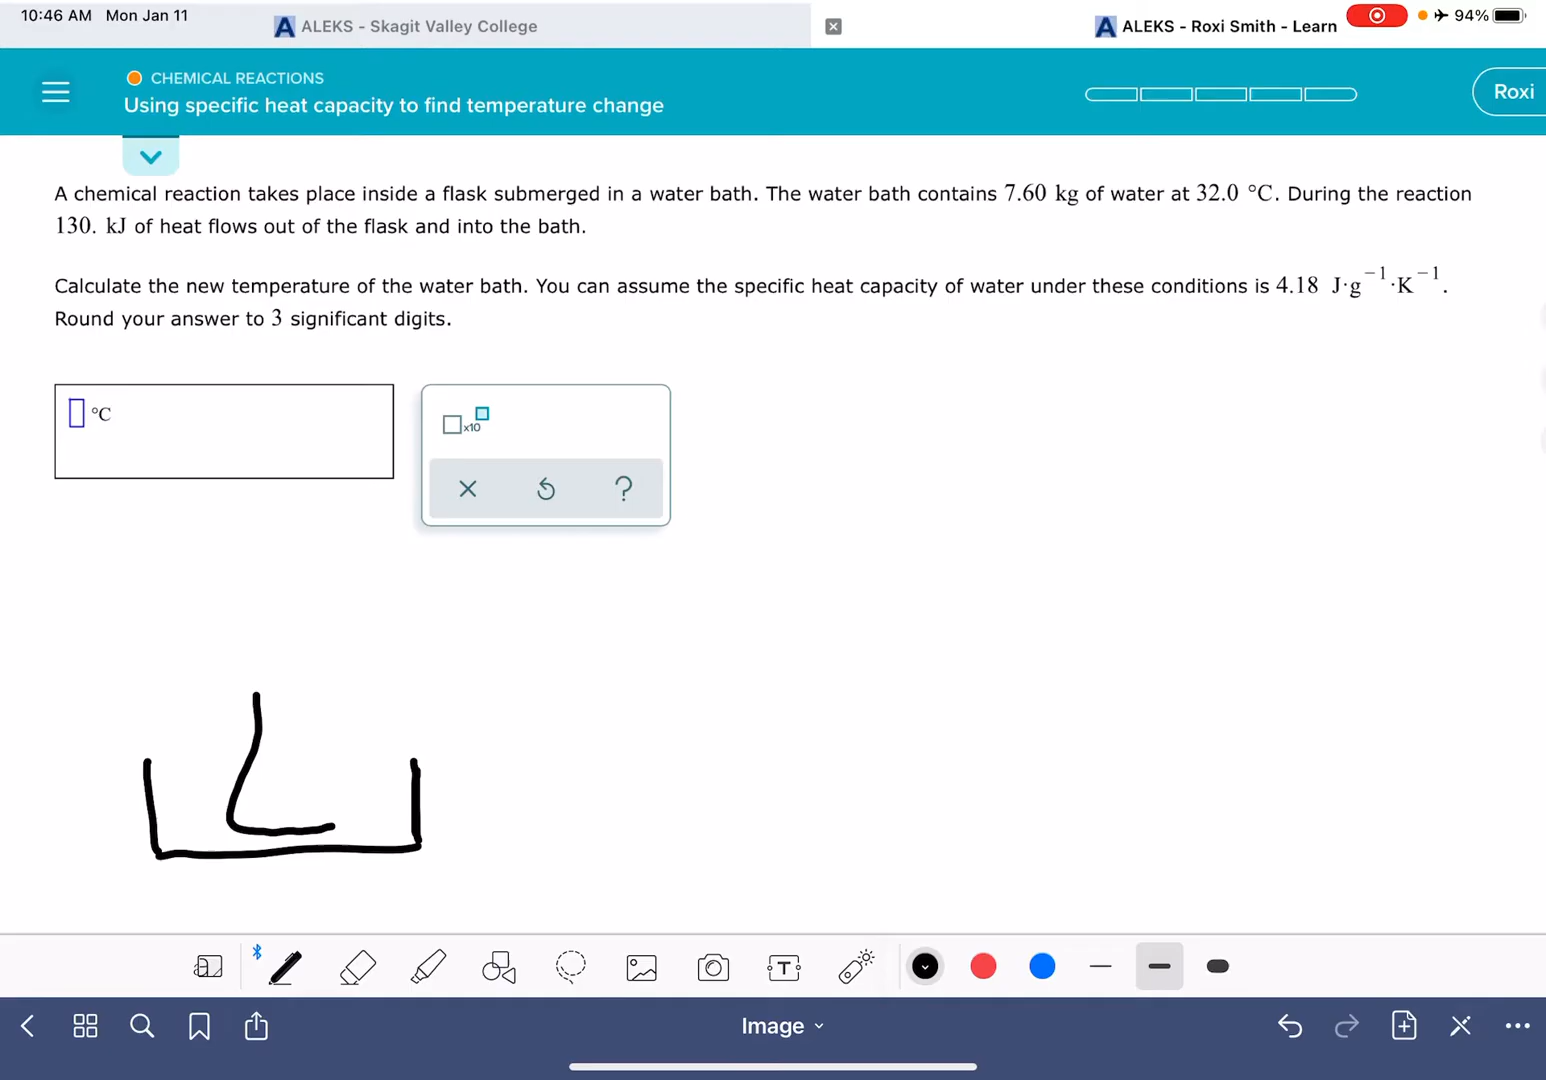 10:46 AM Mon Jan 11
94%
ALEKS - Skagit Valley College
ALEKS - Roxi Smith - Learn
CHEMICAL REACTIONS
Using specific heat capacity to find temperature change
Roxi
A chemical reaction takes place inside a flask submerged in a water bath. The water bath contains 7.60 kg of water at 32.0 °C. During the reaction
130. kJ of heat flows out of the flask and into the bath.
Calculate the new temperature of the water bath. You can assume the specific heat capacity of water under these conditions is 4.18 J·g⁻¹·K⁻¹.
Round your answer to 3 significant digits.
°C
x10
?
T
Image